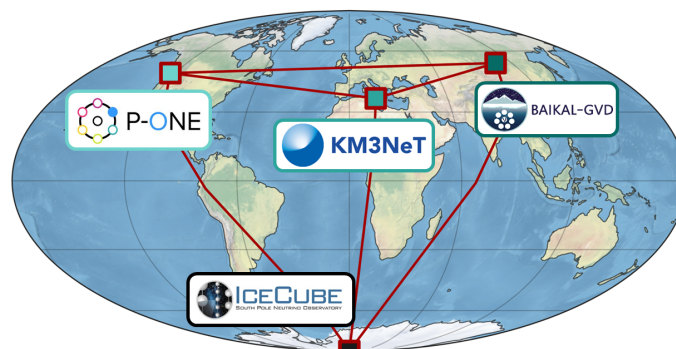 P-ONE
KM3NeT
BAIKAL-GVD
ICECUBE
SOUTH POLE NEUTRINO OBSERVATORY